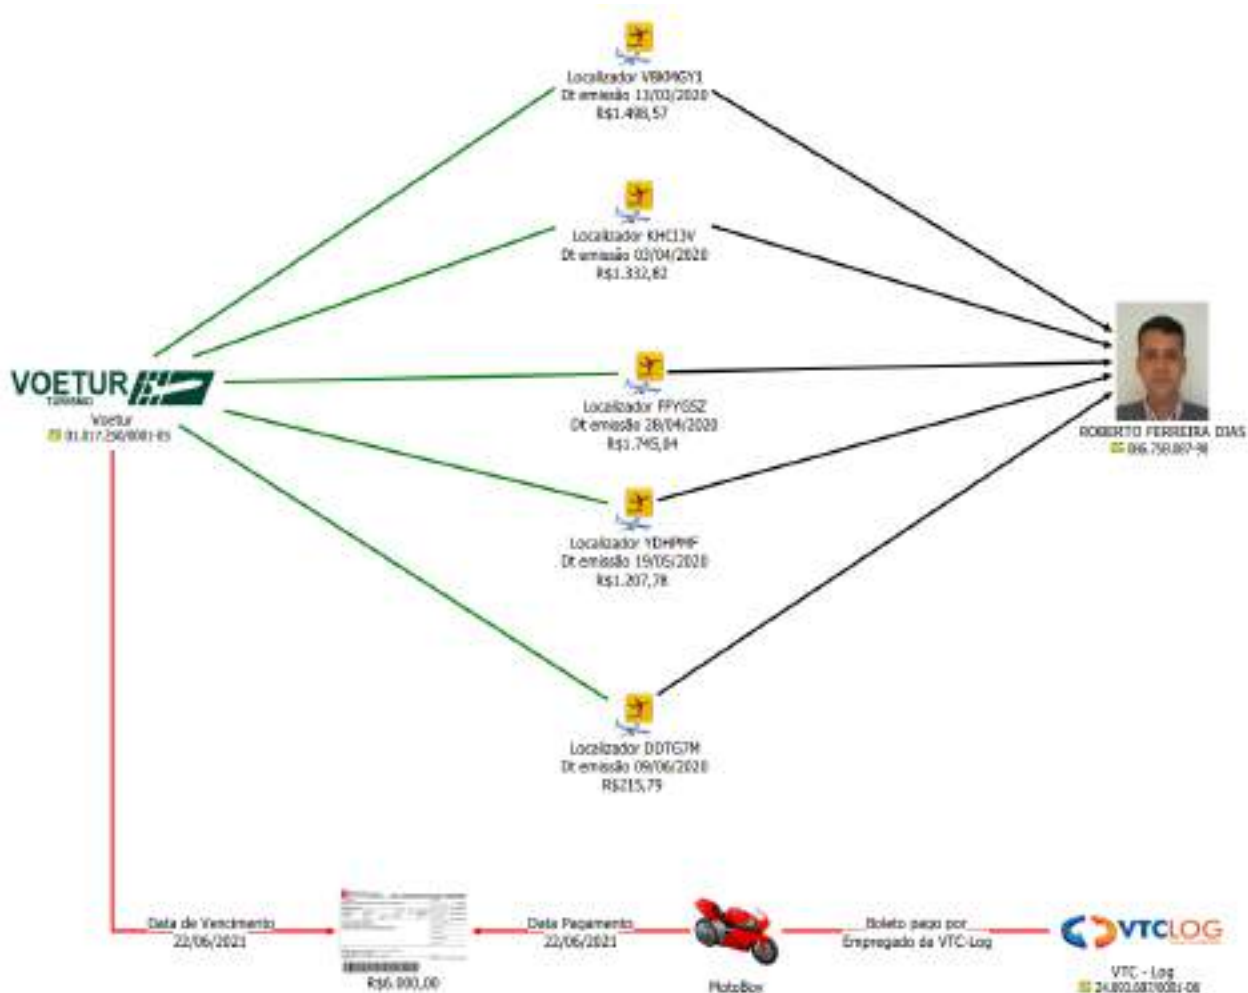 Localizador VBKMGY1
Dt emissão 13/03/2020
R$1.498,57
Localizador KHCI3V
Dt emissão 03/04/2020
R$1.332,82
VOETUR
TURISMO
Voetur
Localizador FFYGSZ
Dt emissão 28/04/2020
R$1.745,04
ROBERTO FERREIRA DIAS
Localizador YDHPMF
Dt emissão 19/05/2020
R$1.207,78
Localizador DDTG7M
Dt emissão 09/06/2020
R$215,79
Data de Vencimento
22/06/2021
R$6.000,00
Data Pagamento
22/06/2021
MotoBoy
Boleto pago por
Empregado da VTC-Log
VTCLOG
VTC - Log